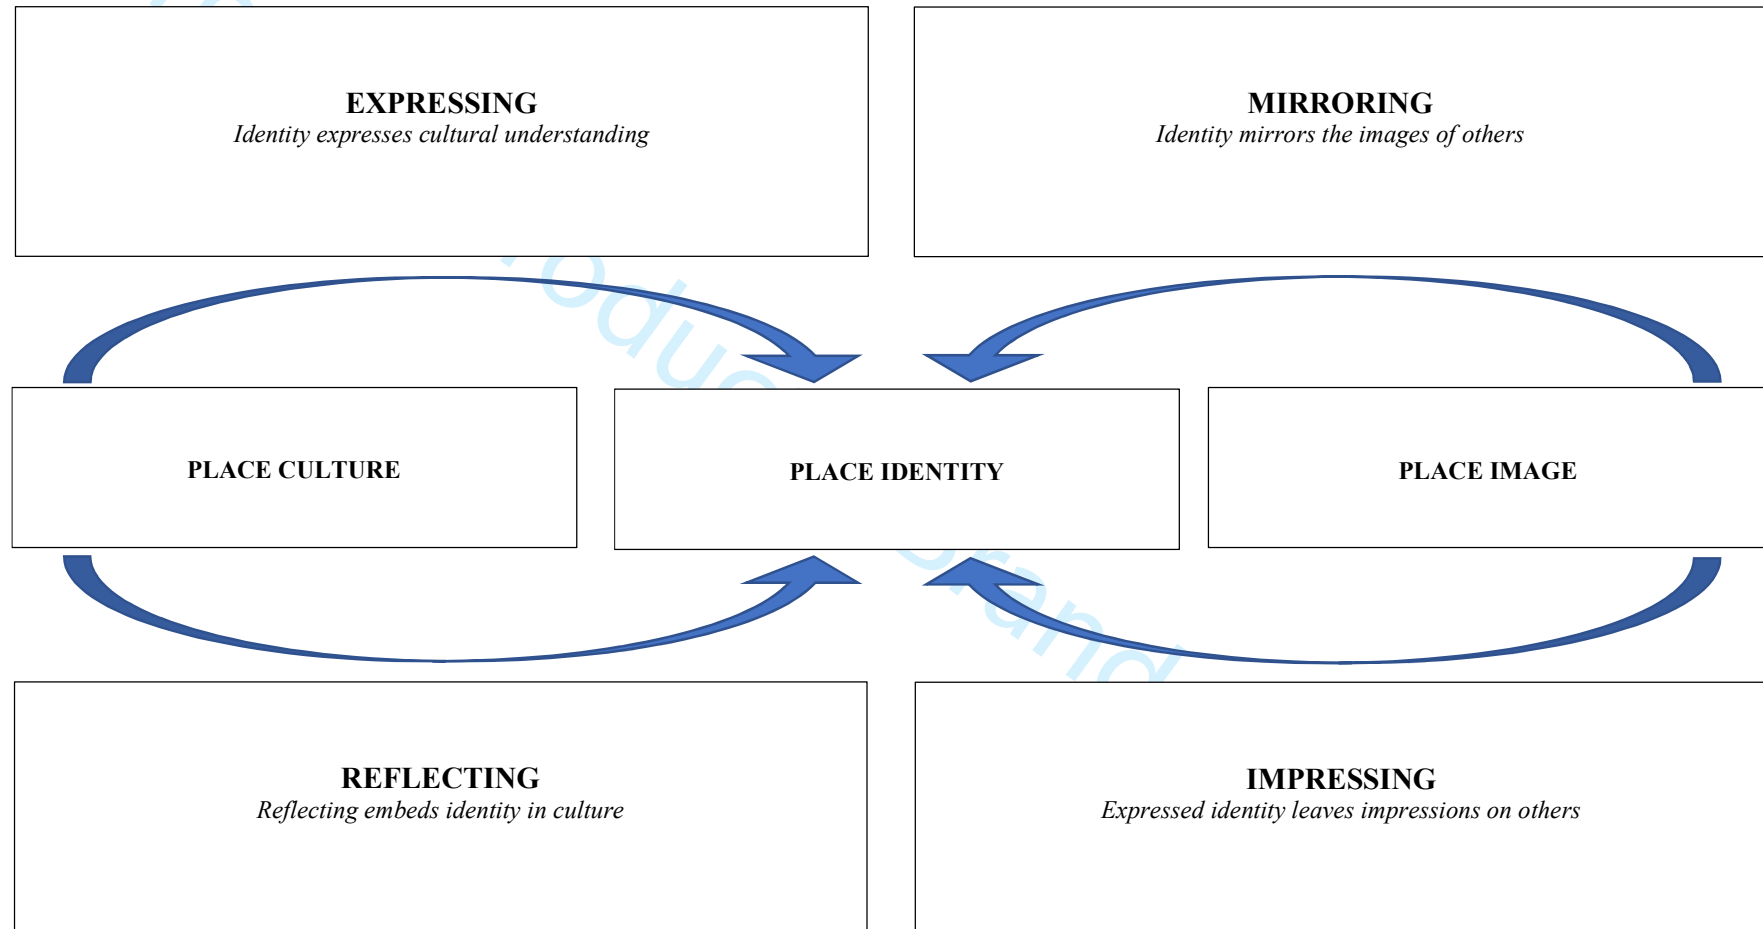 EXPRESSING
Identity expresses cultural understanding
MIRRORING
Identity mirrors the images of others
PLACE CULTURE
PLACE IDENTITY
PLACE IMAGE
REFLECTING
Reflecting embeds identity in culture
IMPRESSING
Expressed identity leaves impressions on others